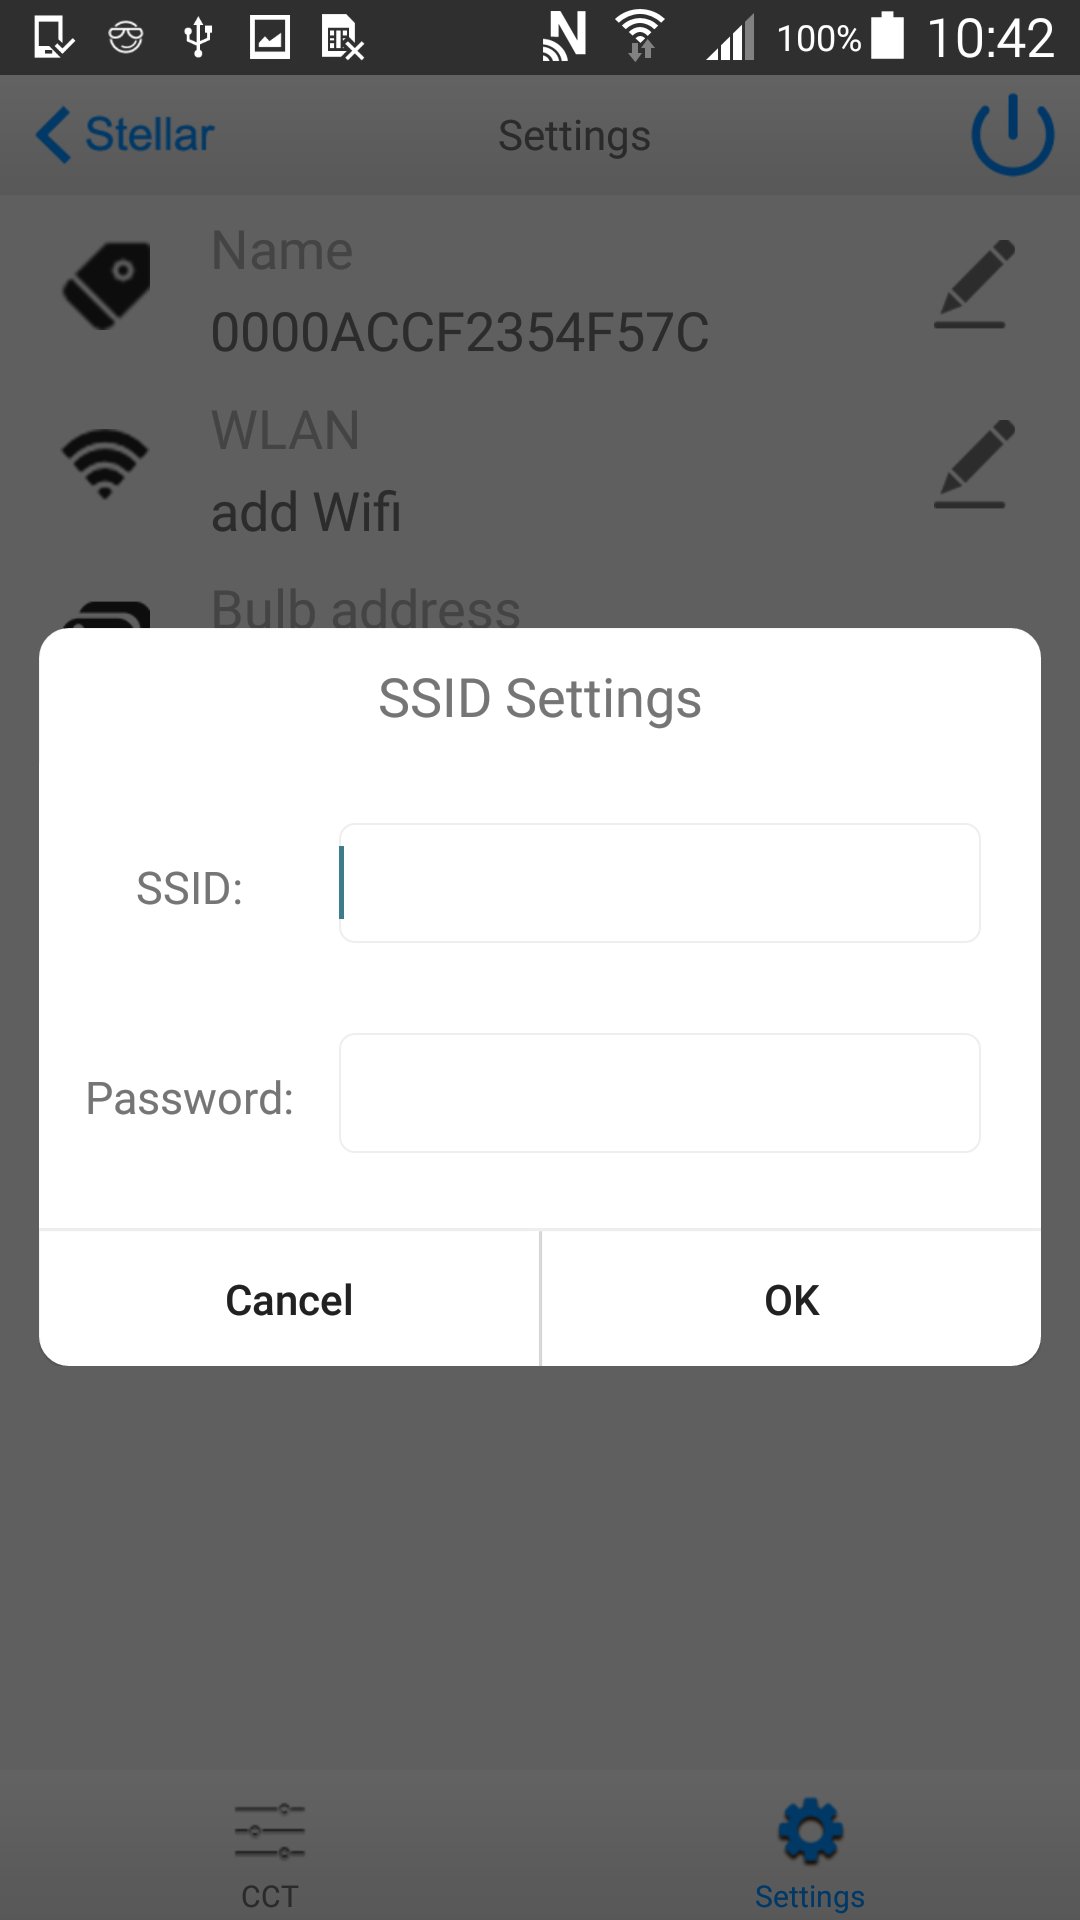 100% 10:42
Stellar Settings
Name
0000ACCF2354F57C
WLAN
add Wifi
Bulb address
SSID Settings
SSID:
Password:
Cancel OK
CCT Settings